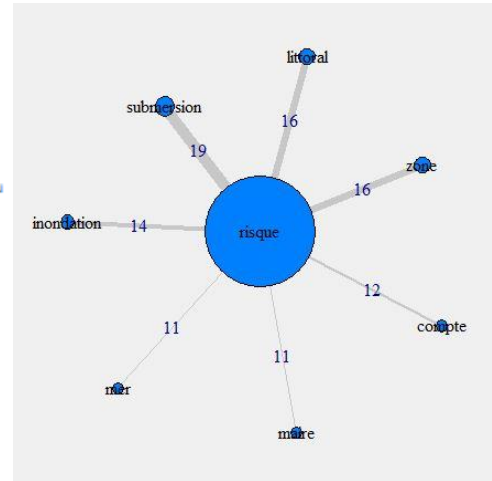 littoral
submersion
16
19
zone
16
inondation
14
risque
12
compte
11
11
mer
maire